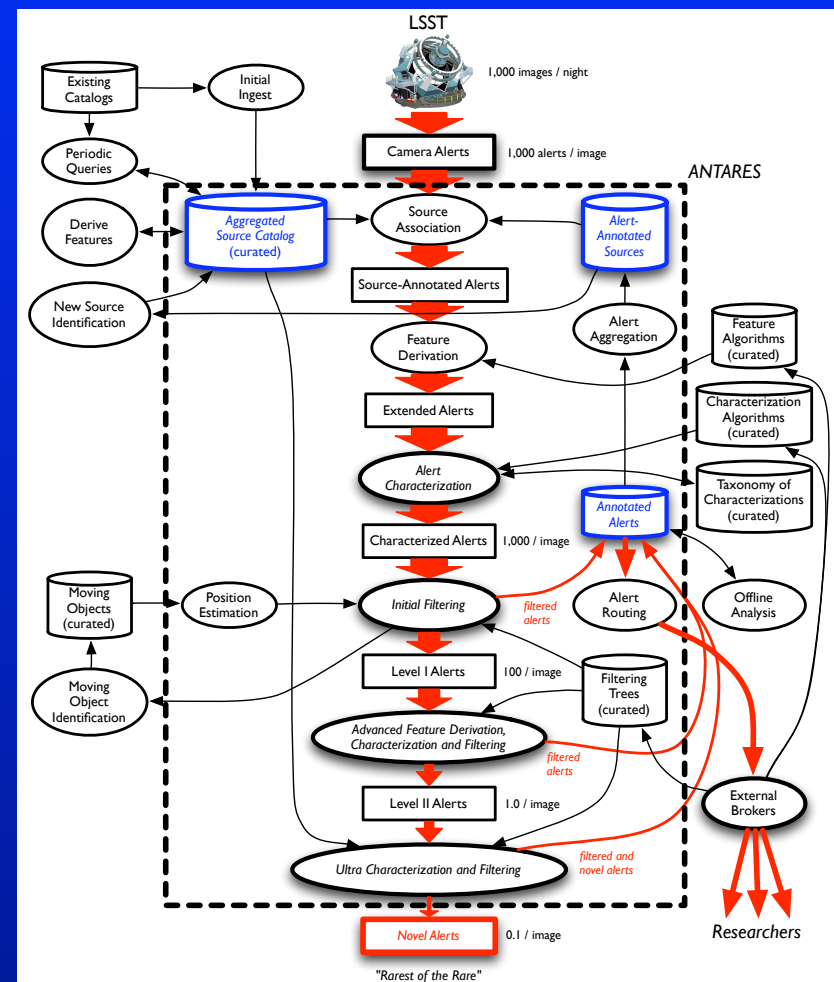 LSST
1,000 images / night
Existing
Catalogs
Initial
Ingest
Camera Alerts
1,000 alerts / image
Periodic
Queries
ANTARES
Derive
Features
Aggregated
Source Catalog
(curated)
Source
Association
Alert-
Annotated
Sources
Source-Annotated Alerts
New Source
Identification
Feature
Derivation
Alert
Aggregation
Feature
Algorithms
(curated)
Extended Alerts
Characterization
Algorithms
(curated)
Alert
Characterization
Taxonomy of
Characterizations
(curated)
Annotated
Alerts
Characterized Alerts
1,000 / image
Moving
Objects
(curated)
Position
Estimation
Initial Filtering
filtered
alerts
Alert
Routing
Offline
Analysis
Level I Alerts
100 / image
Filtering
Trees
(curated)
Moving
Object
Identification
Advanced Feature Derivation,
Characterization and Filtering
filtered
alerts
Level II Alerts
1.0 / image
External
Brokers
Ultra Characterization and Filtering
filtered and
novel alerts
Novel Alerts
0.1 / image
Researchers
"Rarest of the Rare"